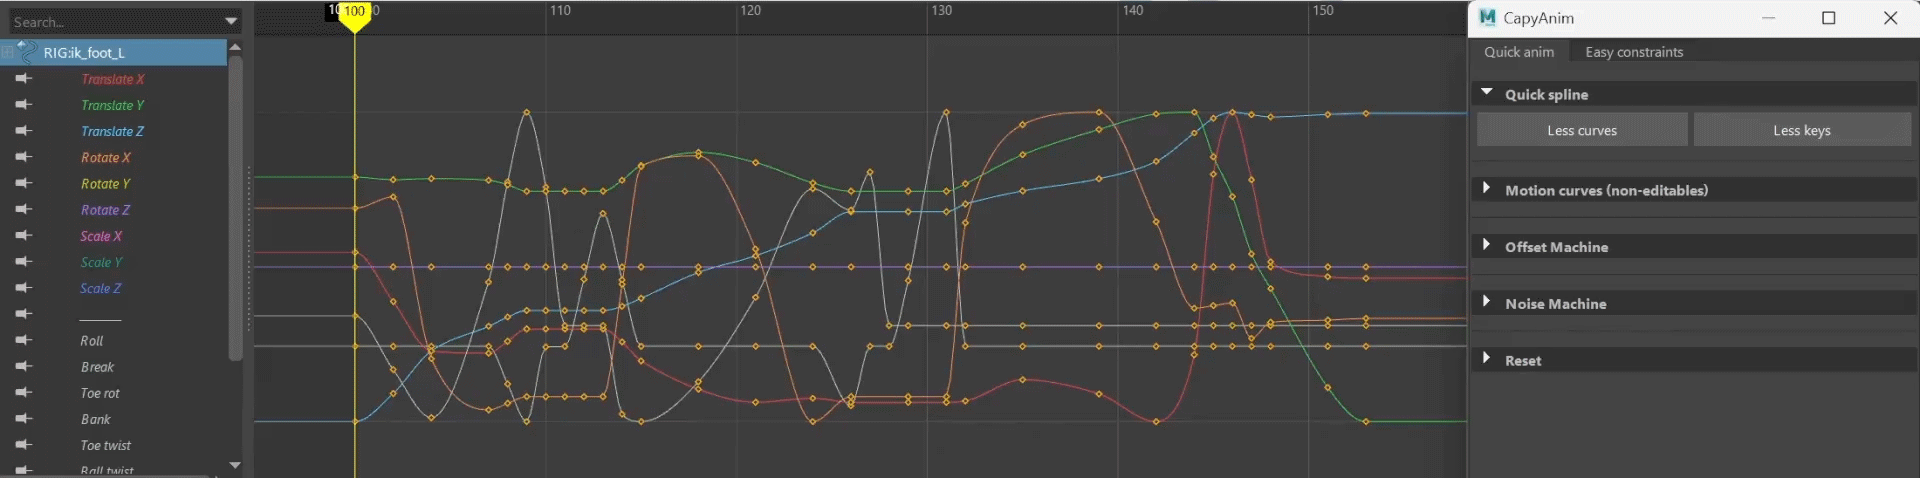 Search...
100
110
120
130
140
150
RIG:ik_foot_L
Translate X
Translate Y
Translate Z
Rotate X
Rotate Y
Rotate Z
Scale X
Scale Y
Scale Z
Roll
Break
Toe rot
Bank
Toe twist
Ball twist
CapyAnim
Quick anim
Easy constraints
Quick spline
Less curves
Less keys
Motion curves (non-editables)
Offset Machine
Noise Machine
Reset